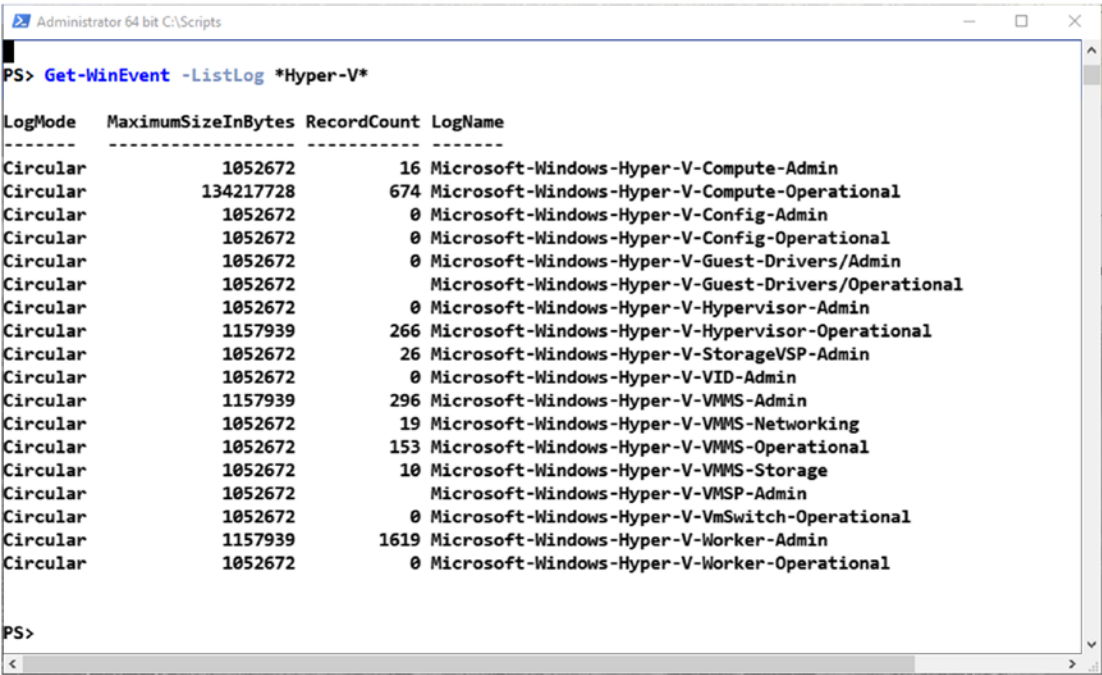 Administrator 64 bit C:\Scripts
PS> Get-WinEvent -ListLog *Hyper-V*
LogMode   MaximumSizeInBytes RecordCount LogName
-------   ------------------ ----------- -------
Circular             1052672          16 Microsoft-Windows-Hyper-V-Compute-Admin
Circular           134217728         674 Microsoft-Windows-Hyper-V-Compute-Operational
Circular             1052672           0 Microsoft-Windows-Hyper-V-Config-Admin
Circular             1052672           0 Microsoft-Windows-Hyper-V-Config-Operational
Circular             1052672           0 Microsoft-Windows-Hyper-V-Guest-Drivers/Admin
Circular             1052672             Microsoft-Windows-Hyper-V-Guest-Drivers/Operational
Circular             1052672           0 Microsoft-Windows-Hyper-V-Hypervisor-Admin
Circular             1157939         266 Microsoft-Windows-Hyper-V-Hypervisor-Operational
Circular             1052672          26 Microsoft-Windows-Hyper-V-StorageVSP-Admin
Circular             1052672           0 Microsoft-Windows-Hyper-V-VID-Admin
Circular             1157939         296 Microsoft-Windows-Hyper-V-VMMS-Admin
Circular             1052672          19 Microsoft-Windows-Hyper-V-VMMS-Networking
Circular             1052672         153 Microsoft-Windows-Hyper-V-VMMS-Operational
Circular             1052672          10 Microsoft-Windows-Hyper-V-VMMS-Storage
Circular             1052672             Microsoft-Windows-Hyper-V-VMSP-Admin
Circular             1052672           0 Microsoft-Windows-Hyper-V-VmSwitch-Operational
Circular             1157939        1619 Microsoft-Windows-Hyper-V-Worker-Admin
Circular             1052672           0 Microsoft-Windows-Hyper-V-Worker-Operational
PS>